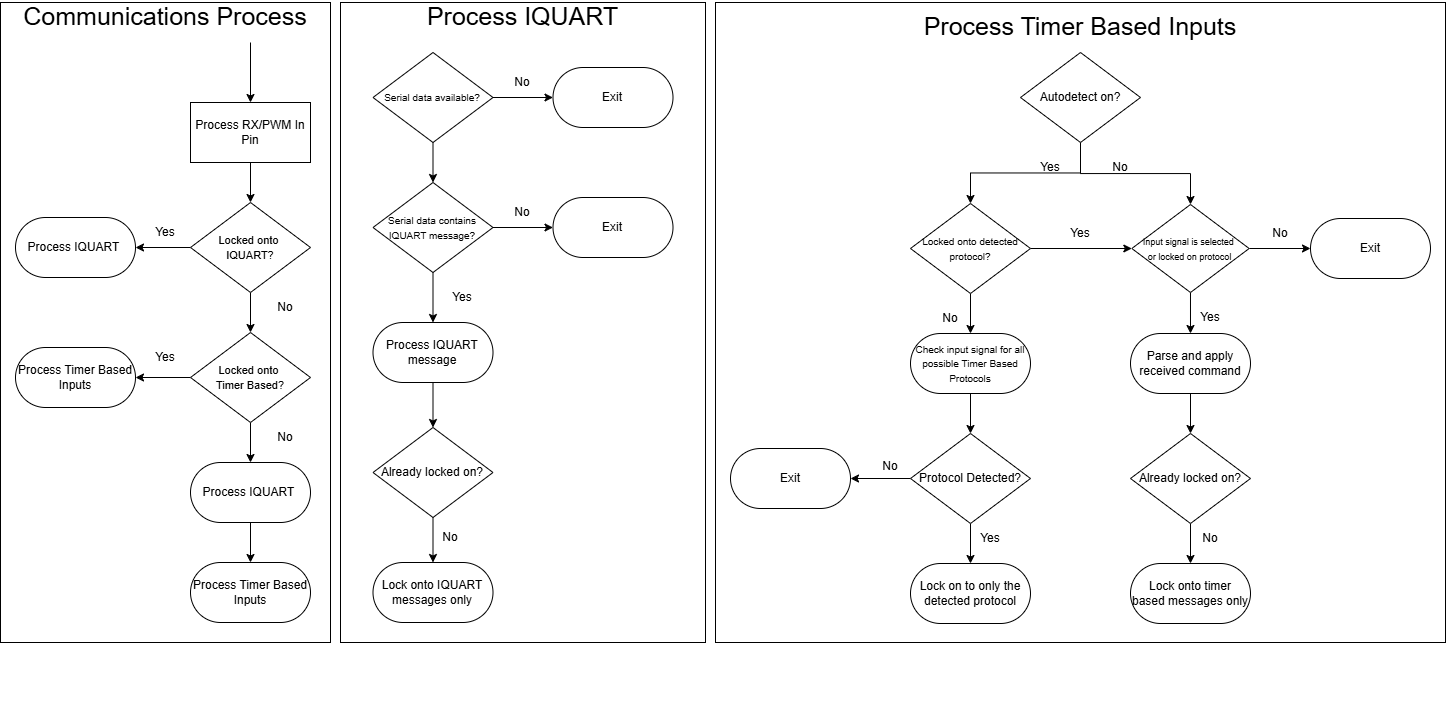 Communications Process
Process RX/PWM In
Pin
Locked onto
IQUART?
Yes
Process IQUART
No
Locked onto
Timer Based?
Yes
Process Timer Based
Inputs
No
Process IQUART
Process Timer Based
Inputs
Process IQUART
Serial data available?
No
Exit
Serial data contains
IQUART message?
No
Exit
Yes
Process IQUART
message
Already locked on?
No
Lock onto IQUART
messages only
Process Timer Based Inputs
Autodetect on?
Yes
No
Locked onto detected
protocol?
Yes
Input signal is selected
or locked on protocol
No
Exit
No
Yes
Check input signal for all
possible Timer Based
Protocols
Parse and apply
received command
Exit
No
Protocol Detected?
Already locked on?
Yes
No
Lock on to only the
detected protocol
Lock onto timer
based messages only